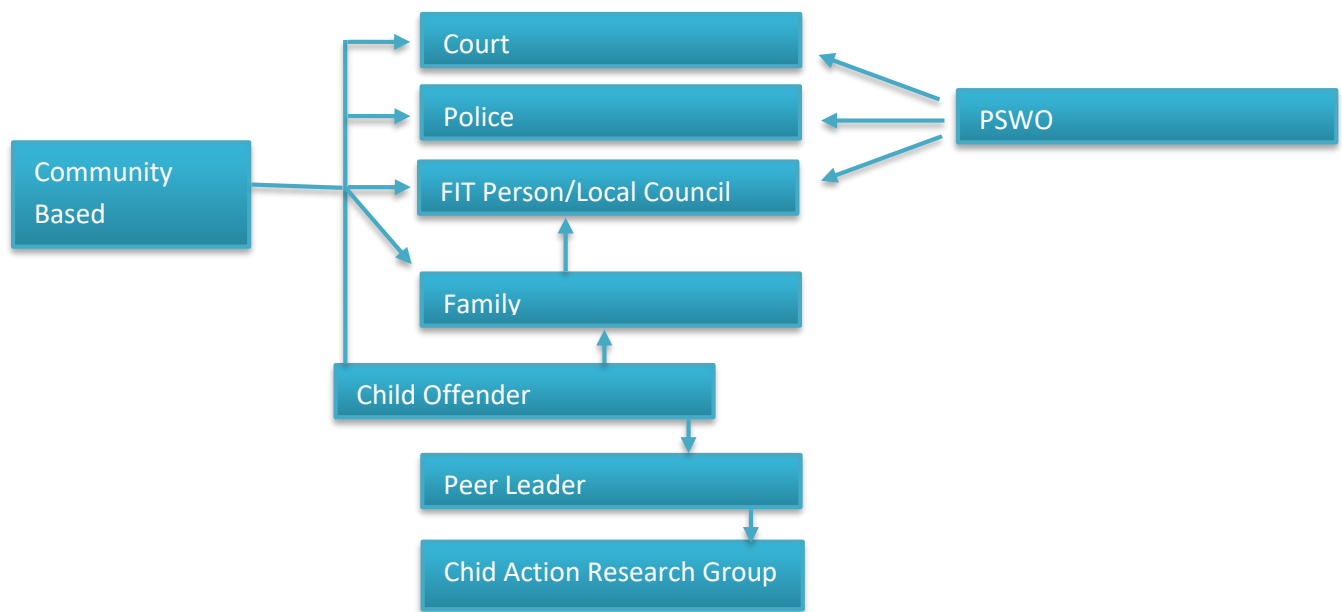 Court
Police
PSWO
Community
Based
FIT Person/Local Council
Family
Child Offender
Peer Leader
Chid Action Research Group